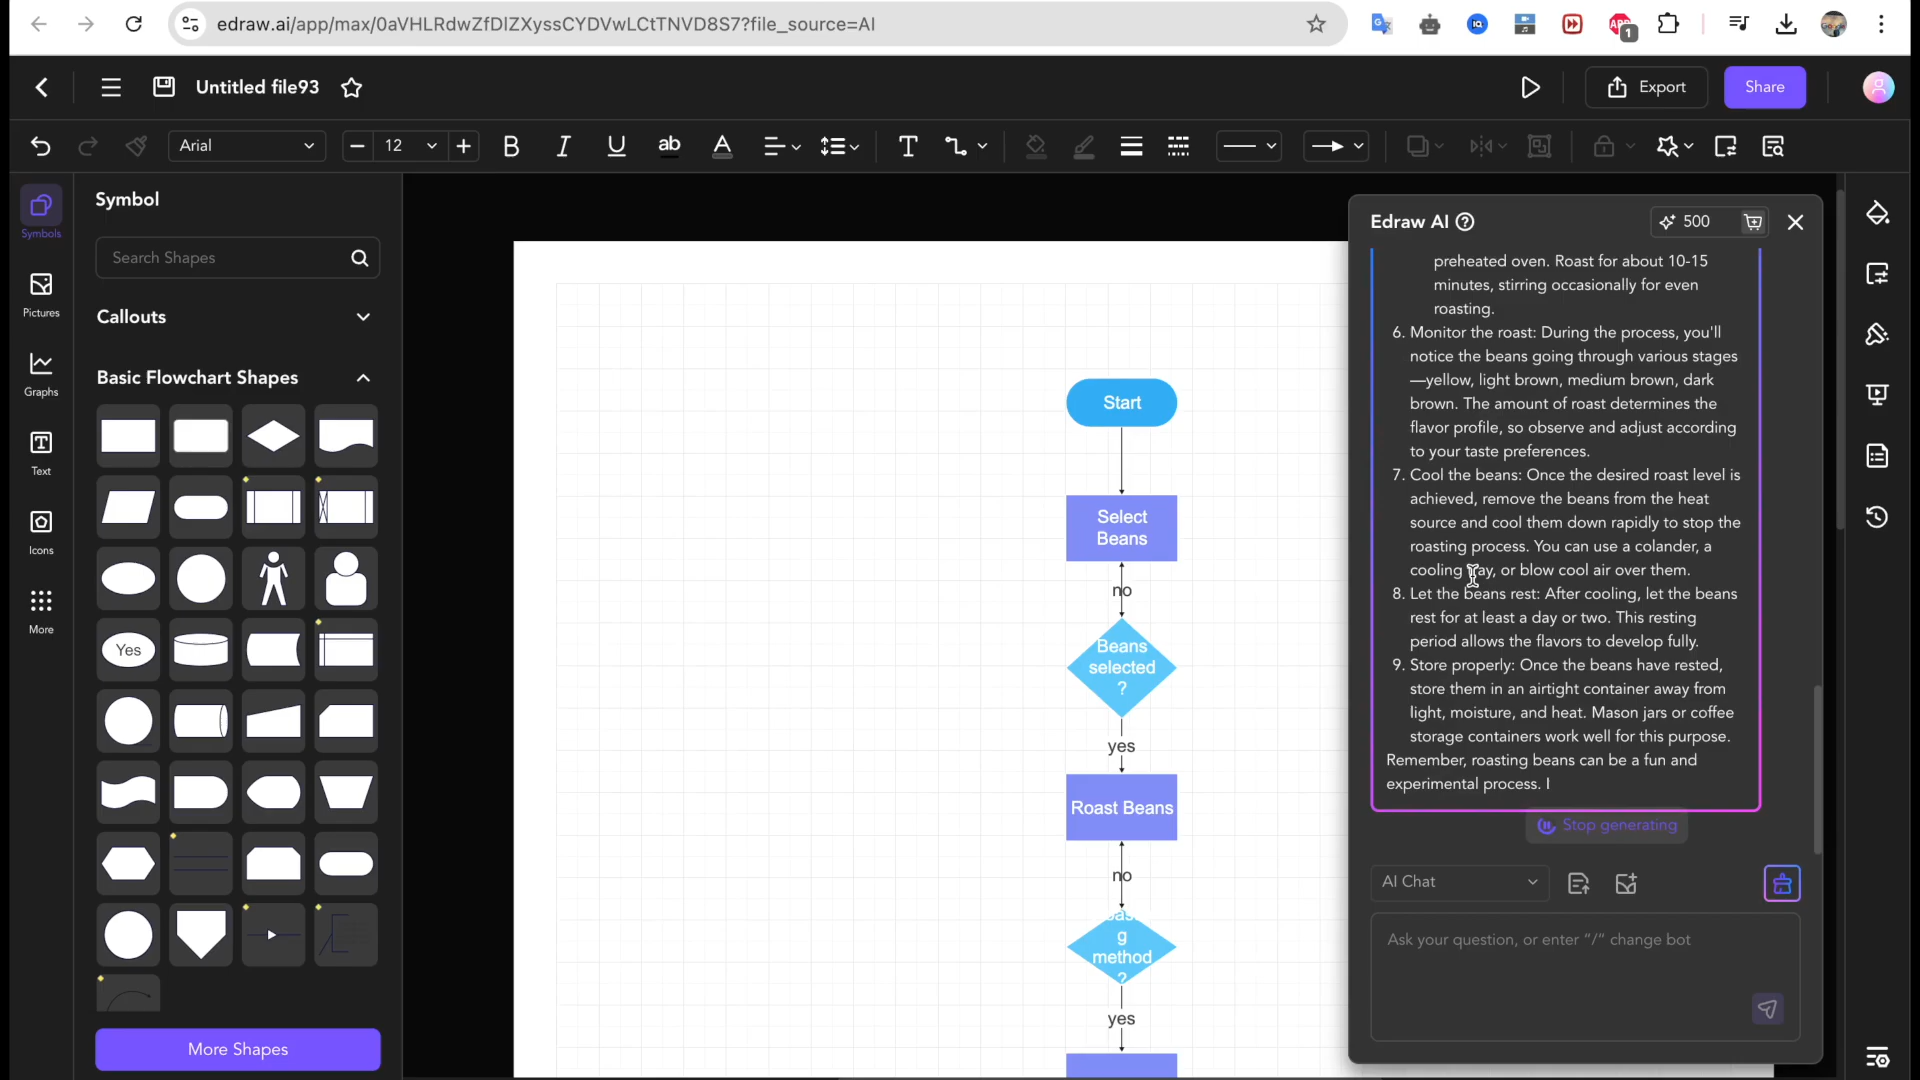 edraw.ai/app/max/0aVHLRdwZfDIZXyssCYDVwLCtTNVD8S7?file_source=AI
1
Untitled file93
Export
Share
Arial
12
B
I
U
ab
A
T
Symbols
Pictures
Graphs
Text
Icons
More
Symbol
Search Shapes
Callouts
Basic Flowchart Shapes
Yes
More Shapes
Start
Select
Beans
no
Beans
selected
?
yes
Roast Beans
no
g
method
?
yes
Edraw AI
500
preheated oven. Roast for about 10-15
minutes, stirring occasionally for even
roasting.
6. Monitor the roast: During the process, you'll
notice the beans going through various stages
—yellow, light brown, medium brown, dark
brown. The amount of roast determines the
flavor profile, so observe and adjust according
to your taste preferences.
7. Cool the beans: Once the desired roast level is
achieved, remove the beans from the heat
source and cool them down rapidly to stop the
roasting process. You can use a colander, a
cooling tray, or blow cool air over them.
8. Let the beans rest: After cooling, let the beans
rest for at least a day or two. This resting
period allows the flavors to develop fully.
9. Store properly: Once the beans have rested,
store them in an airtight container away from
light, moisture, and heat. Mason jars or coffee
storage containers work well for this purpose.
Remember, roasting beans can be a fun and
experimental process. I
Stop generating
AI Chat
Ask your question, or enter "/" change bot